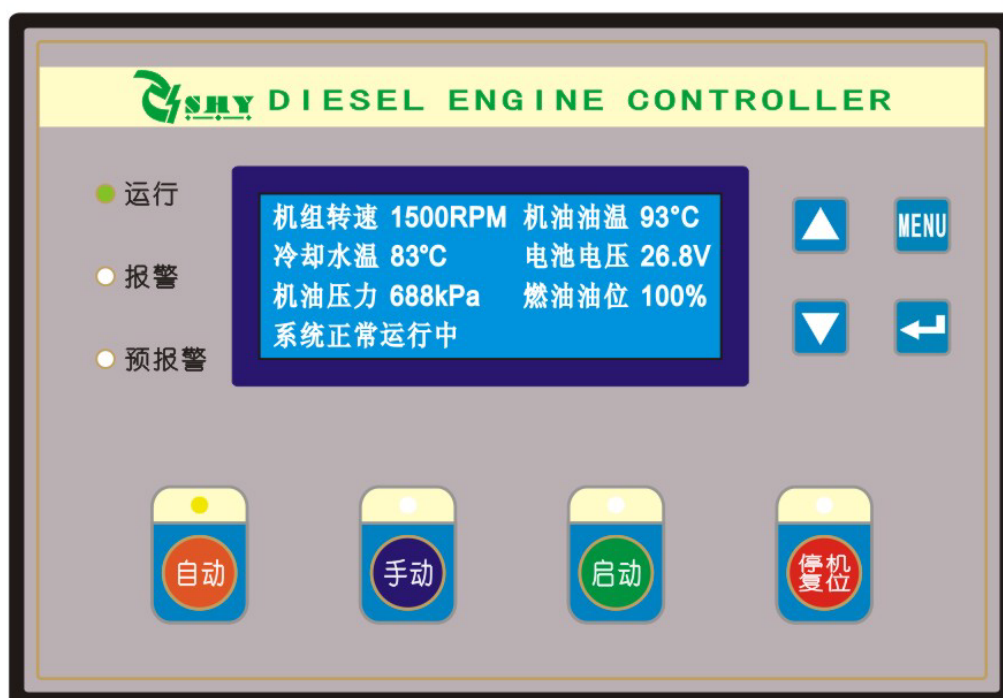 SHY DIESEL ENGINE CONTROLLER
运行
报警
预报警
机组转速 1500RPM 机油油温 93°C
冷却水温 83°C 电池电压 26.8V
机油压力 688kPa 燃油油位 100%
系统正常运行中
MENU
自动
手动
启动
停机
复位